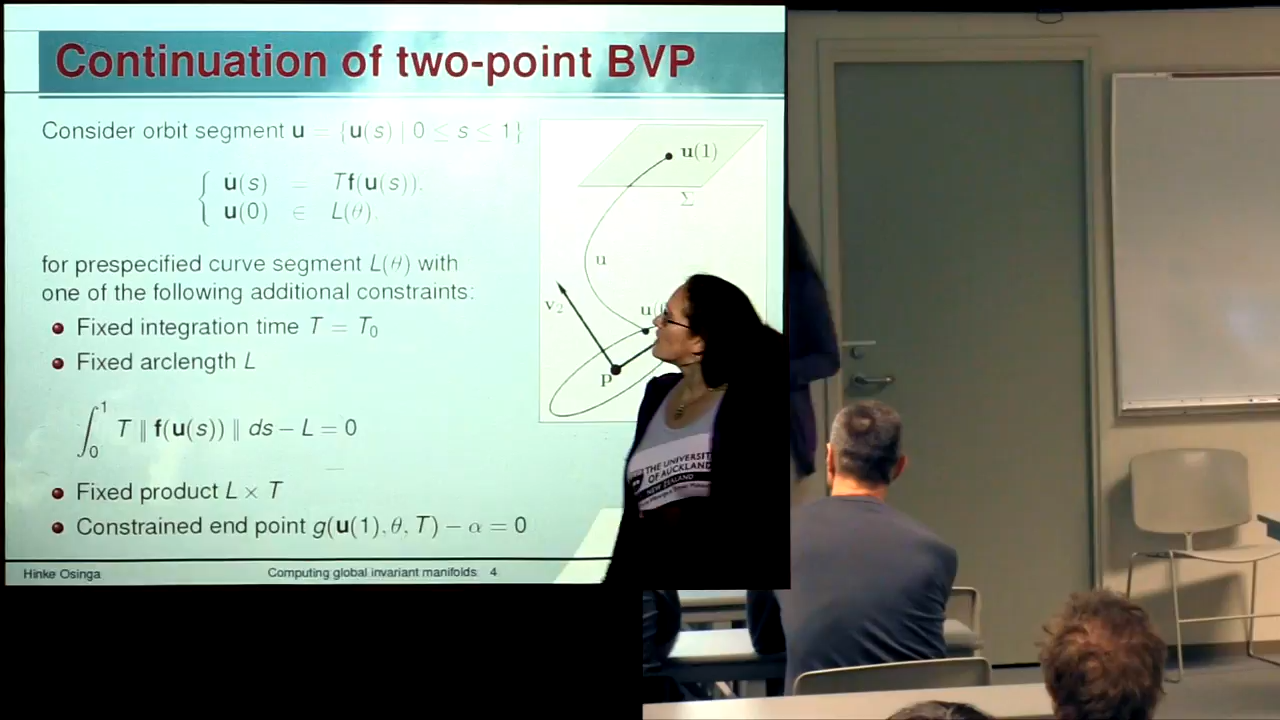 Continuation of two-point BVP
Consider orbit segment u = {u(s) | 0 ≤ s ≤ 1}
u̇(s) = Tf(u(s)),
u(0) ∈ L(θ),
for prespecified curve segment L(θ) with
one of the following additional constraints:
Fixed integration time T = T₀
Fixed arclength L
∫₀¹ T ‖ f(u(s)) ‖ ds − L = 0
Fixed product L × T
Constrained end point g(u(1), θ, T) − α = 0
u(1)
Σ
u
v₂
p
THE UNIVERSITY
OF AUCKLAND
NEW ZEALAND
Hinke Osinga
Computing global invariant manifolds 4